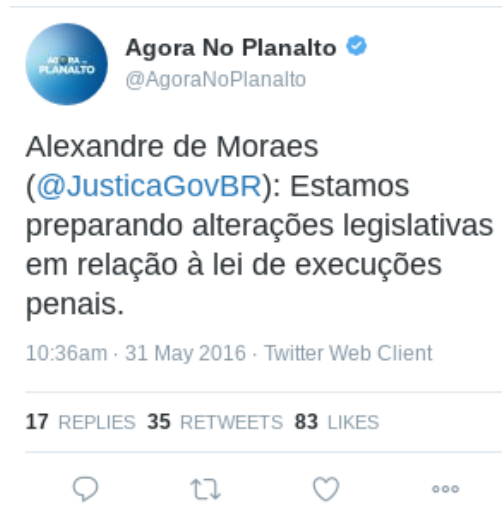 AGORA NO
PLANALTO
Agora No Planalto
@AgoraNoPlanalto
Alexandre de Moraes
(@JusticaGovBR): Estamos
preparando alterações legislativas
em relação à lei de execuções
penais.
10:36am · 31 May 2016 · Twitter Web Client
17 REPLIES 35 RETWEETS 83 LIKES